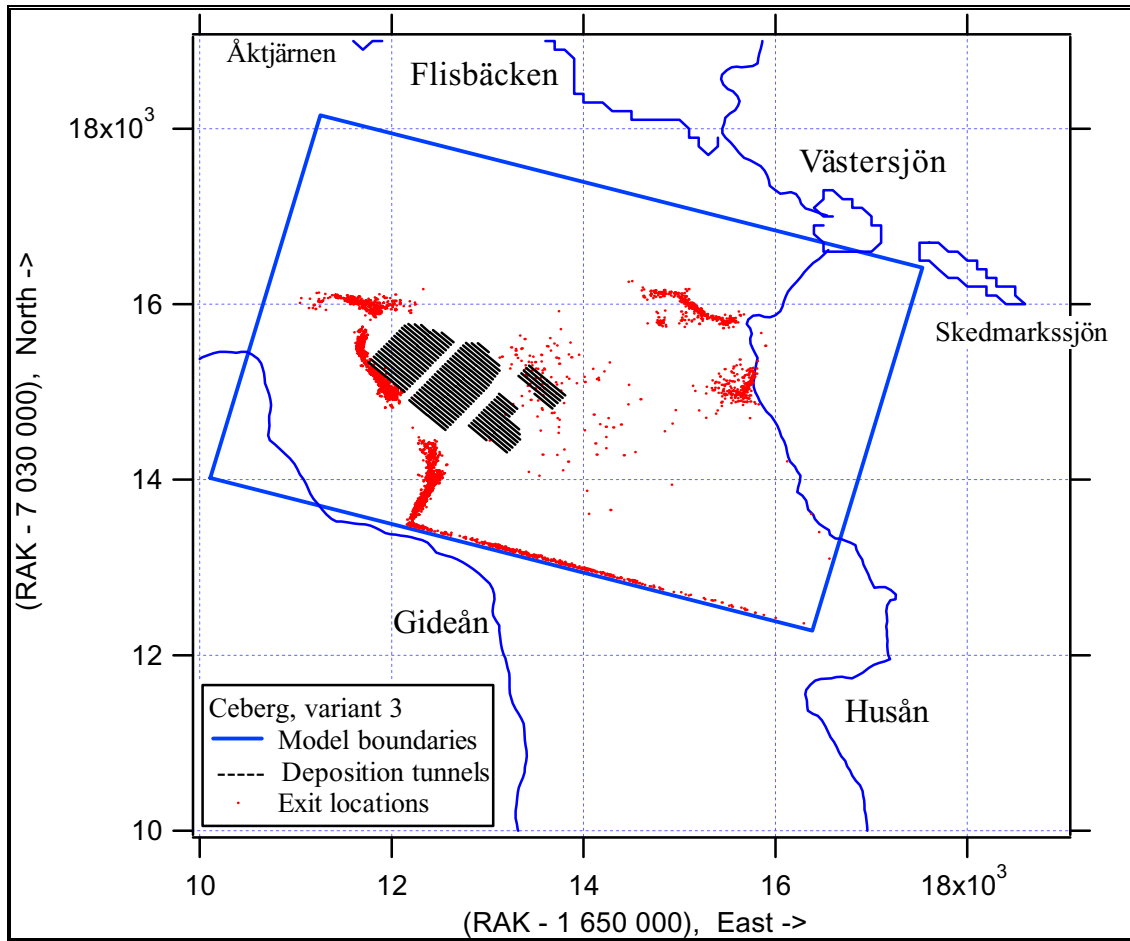 Åktjärnen
Flisbäcken
Västersjön
Skedmarkssjön
Gideån
Husån
18x10³
16
14
12
10
(RAK - 7 030 000), North ->
Ceberg, variant 3
Model boundaries
Deposition tunnels
Exit locations
10 12 14 16 18x10³
(RAK - 1 650 000), East ->